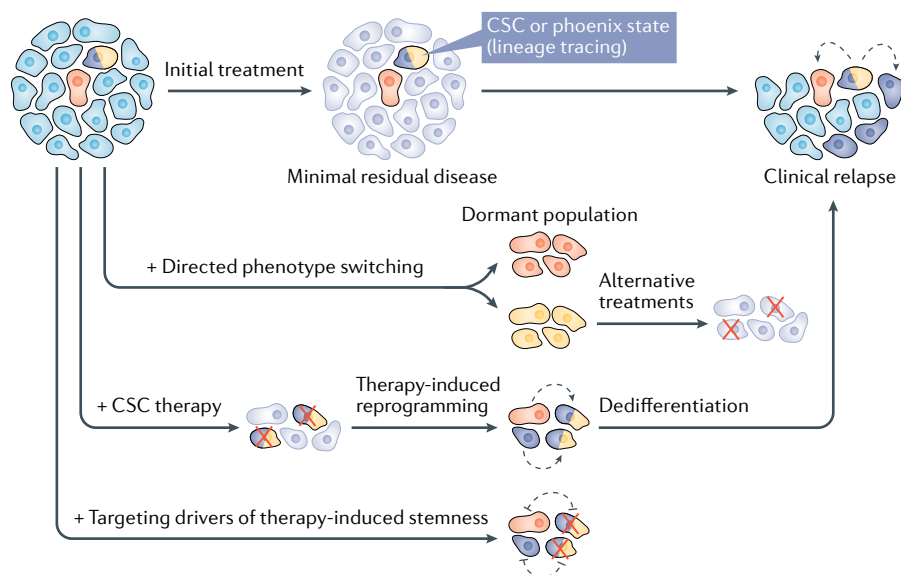 CSC or phoenix state
(lineage tracing)
Initial treatment
Minimal residual disease
Clinical relapse
Dormant population
+ Directed phenotype switching
Alternative
treatments
+ CSC therapy
Therapy-induced
reprogramming
Dedifferentiation
+ Targeting drivers of therapy-induced stemness